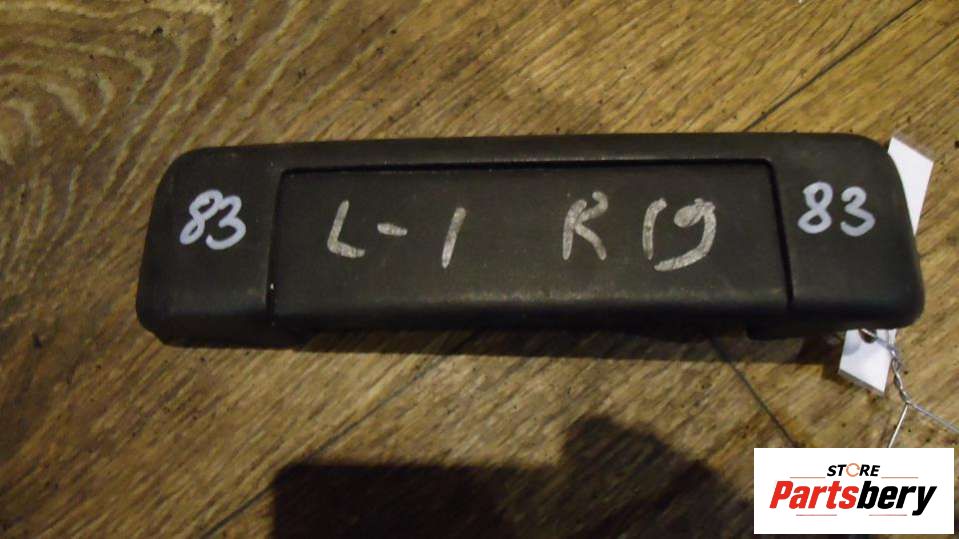 83 L-1 R19 83
STORE
Partsbery